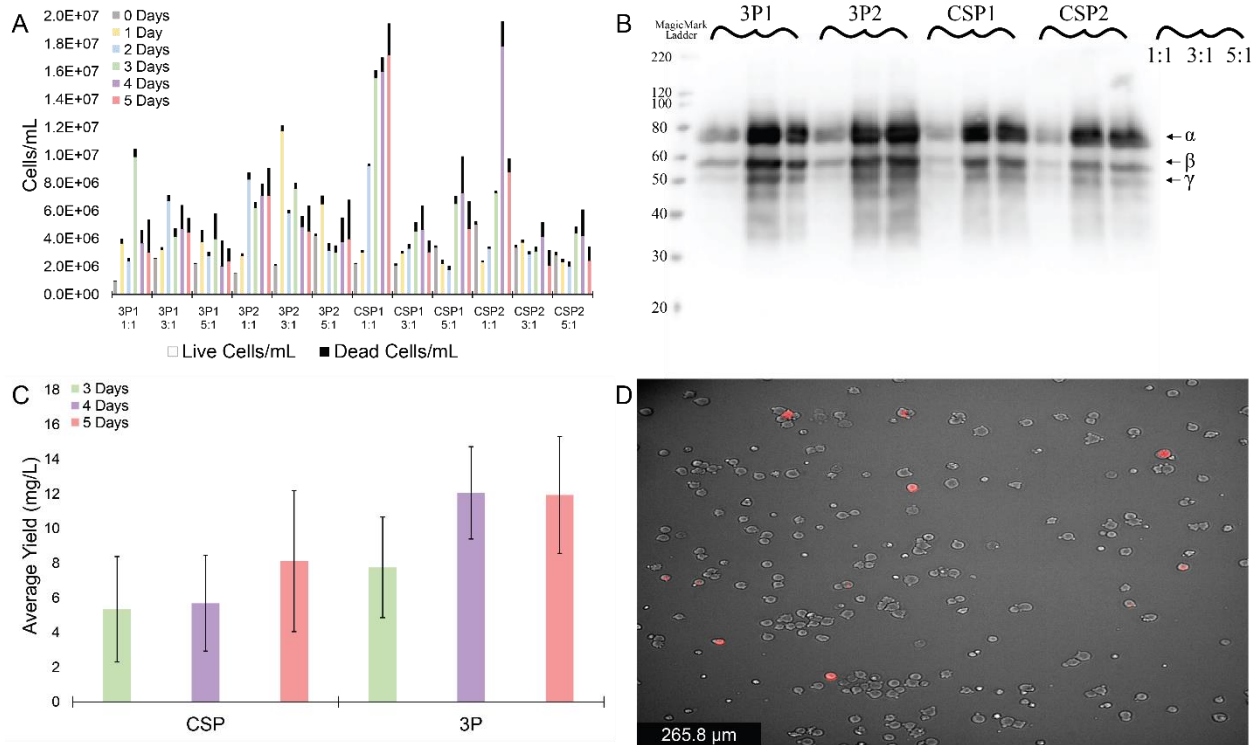 A
2.0E+07
1.8E+07
1.6E+07
1.4E+07
1.2E+07
1.0E+07
8.0E+06
6.0E+06
4.0E+06
2.0E+06
0.0E+00
Cells/mL
0 Days
1 Day
2 Days
3 Days
4 Days
5 Days
3P1 3P1 3P1 3P2 3P2 3P2 CSP1 CSP1 CSP1 CSP2 CSP2 CSP2
1:1 3:1 5:1 1:1 3:1 5:1 1:1 3:1 5:1 1:1 3:1 5:1
Live Cells/mL Dead Cells/mL
B
MagicMark
Ladder
3P1 3P2 CSP1 CSP2
1:1 3:1 5:1
220
120
100
80
60
50
40
30
20
←α
←β
←γ
C
3 Days
4 Days
5 Days
18
16
14
12
10
8
6
4
2
0
Average Yield (mg/L)
CSP 3P
D
265.8 µm